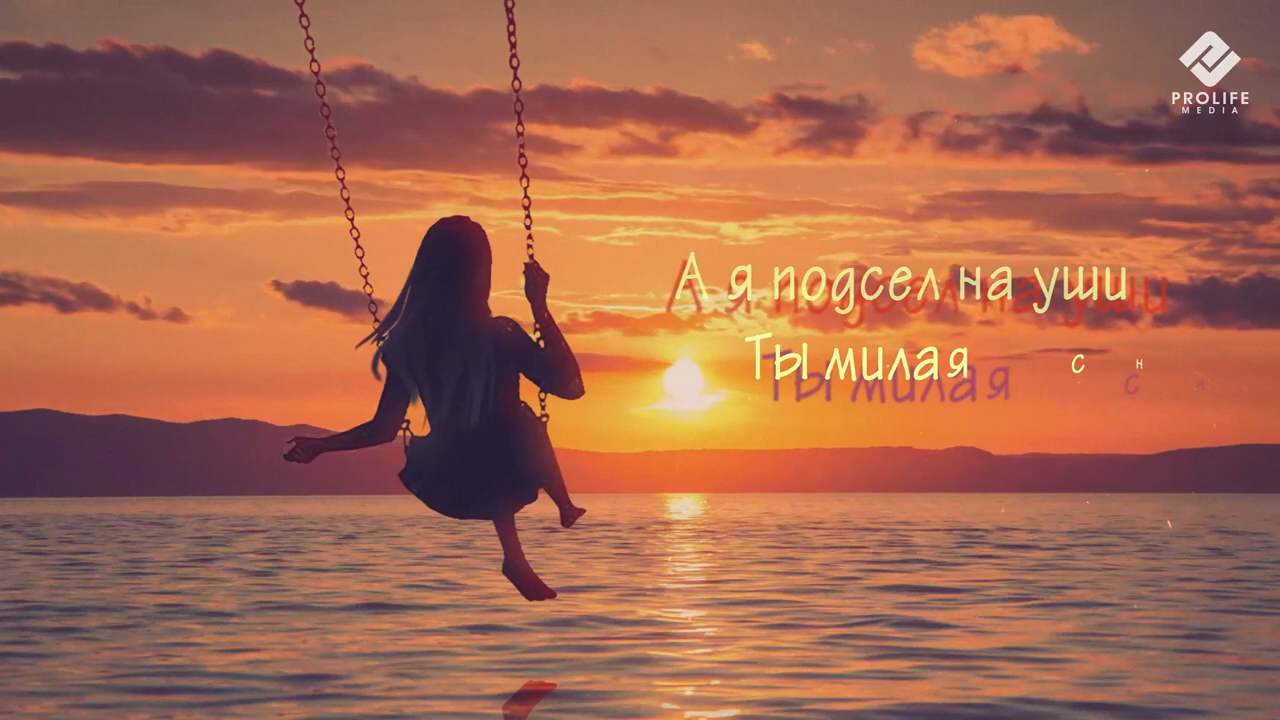 PROLIFE
MEDIA
А я подсел на уши
Ты милая с н